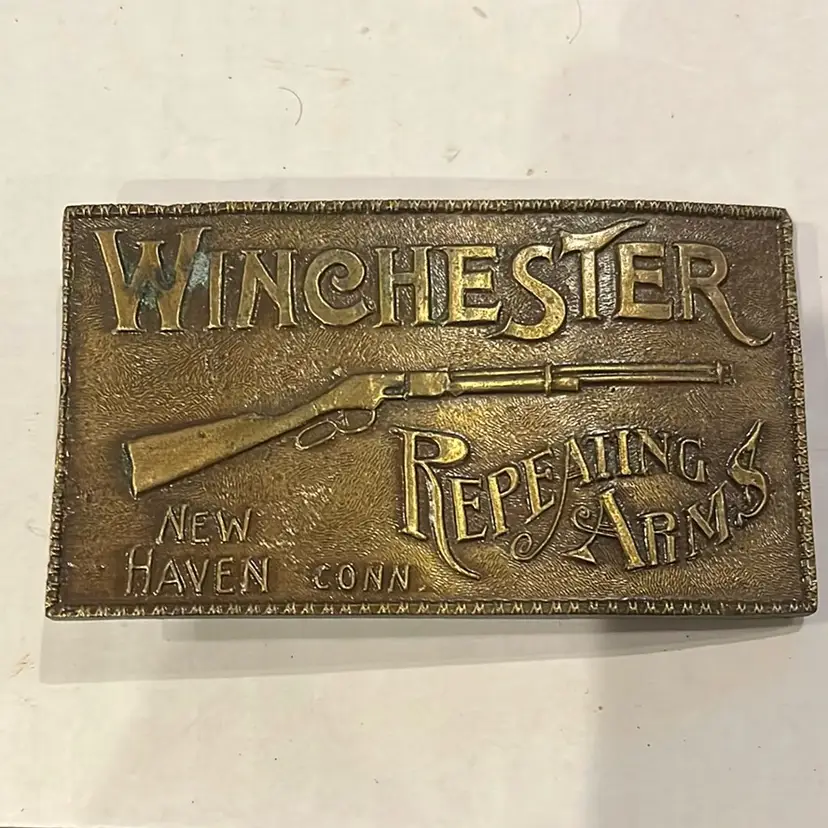 WINCHESTER
REPEATING
ARMS
NEW
HAVEN CONN.